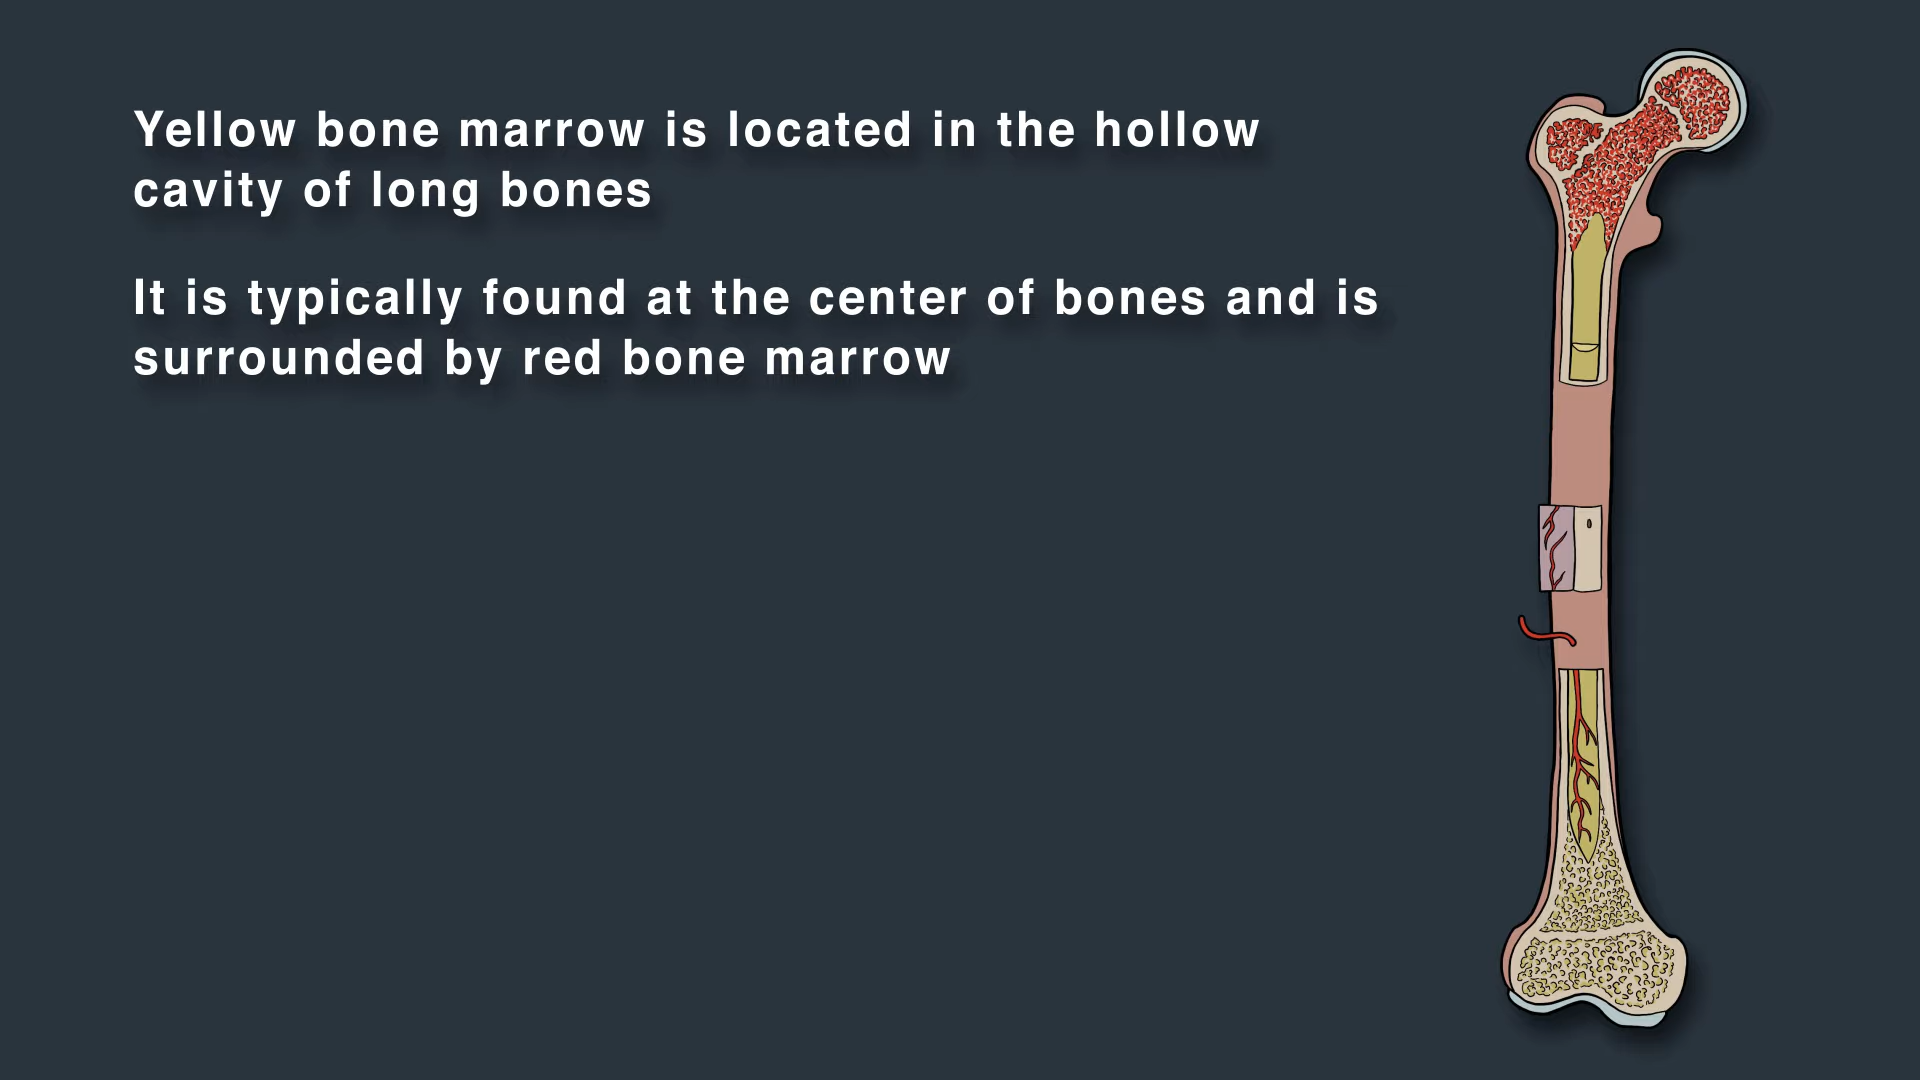 Yellow bone marrow is located in the hollow
cavity of long bones
It is typically found at the center of bones and is
surrounded by red bone marrow